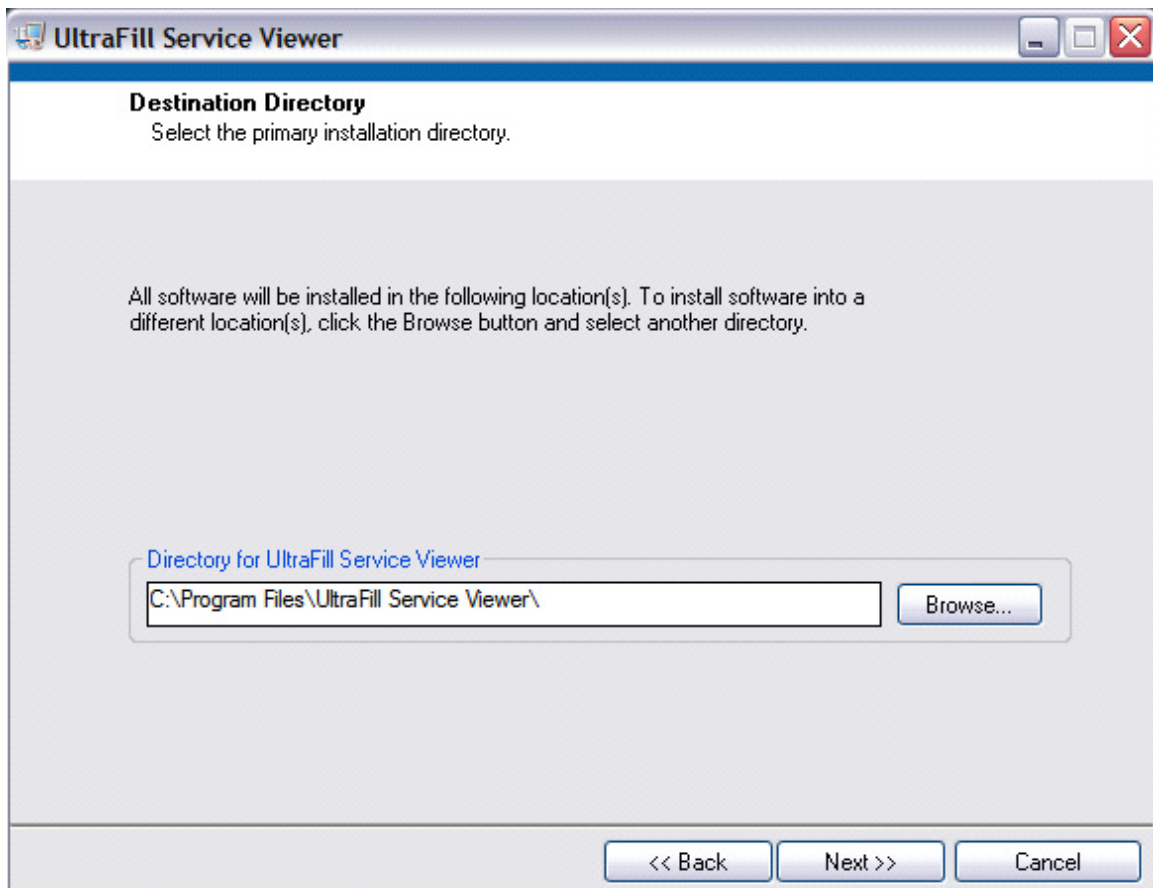 UltraFill Service Viewer
Destination Directory
Select the primary installation directory.
All software will be installed in the following location(s). To install software into a
different location(s), click the Browse button and select another directory.
Directory for UltraFill Service Viewer
C:\Program Files\UltraFill Service Viewer\
Browse...
<< Back
Next >>
Cancel